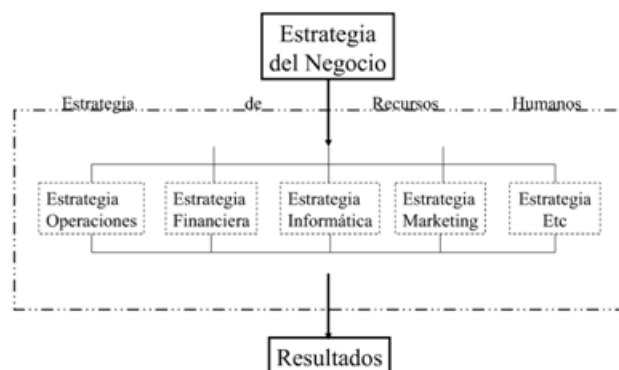 Estrategia
del Negocio
Estrategia de Recursos Humanos
Estrategia
Operaciones
Estrategia
Financiera
Estrategia
Informática
Estrategia
Marketing
Estrategia
Etc
Resultados